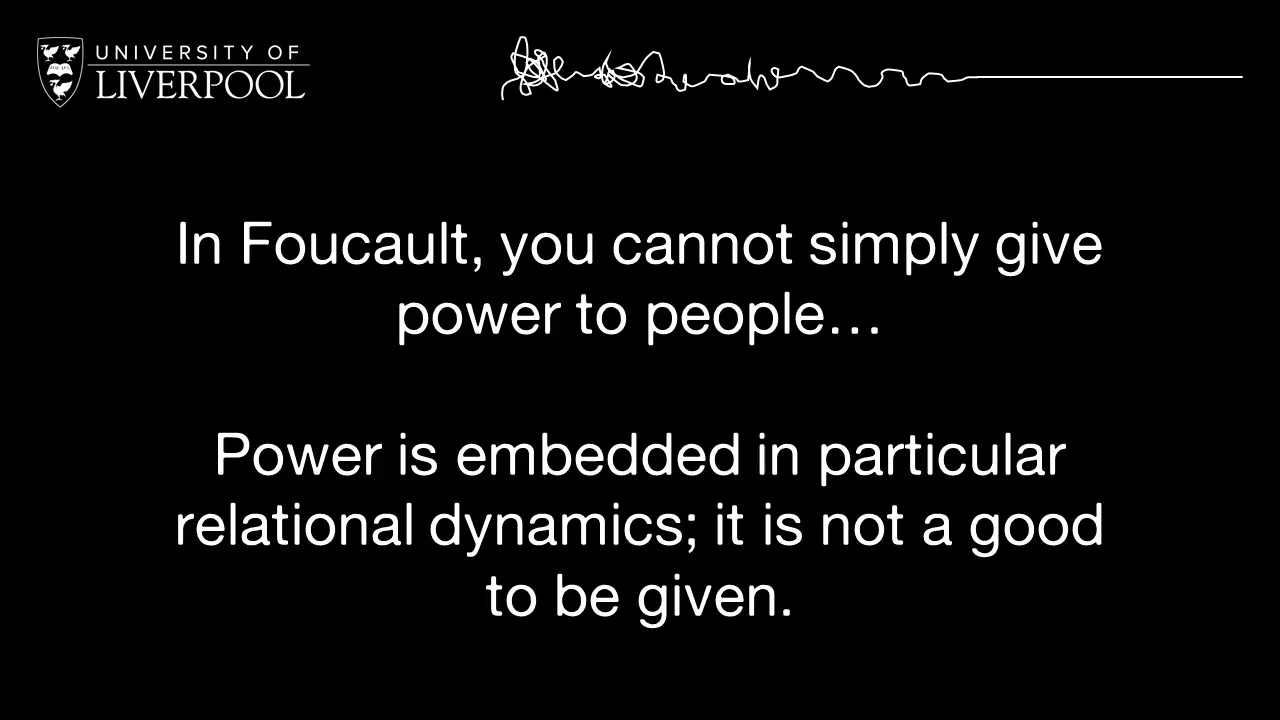 UNIVERSITY OF
LIVERPOOL
In Foucault, you cannot simply give
power to people…
Power is embedded in particular
relational dynamics; it is not a good
to be given.